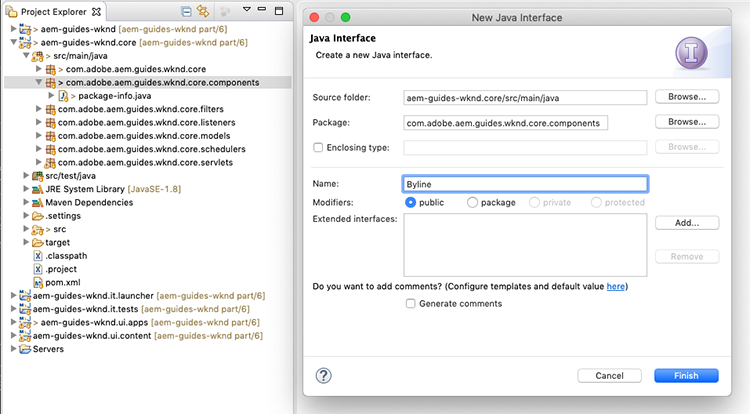 Project Explorer
> aem-guides-wknd [aem-guides-wknd part/6]
> aem-guides-wknd.core [aem-guides-wknd part/6]
> src/main/java
> com.adobe.aem.guides.wknd.core
> com.adobe.aem.guides.wknd.core.components
> package-info.java
com.adobe.aem.guides.wknd.core.filters
com.adobe.aem.guides.wknd.core.listeners
com.adobe.aem.guides.wknd.core.models
com.adobe.aem.guides.wknd.core.schedulers
com.adobe.aem.guides.wknd.core.servlets
src/test/java
JRE System Library [JavaSE-1.8]
Maven Dependencies
.settings
> src
target
.classpath
.project
pom.xml
aem-guides-wknd.it.launcher [aem-guides-wknd part/6]
aem-guides-wknd.it.tests [aem-guides-wknd part/6]
> aem-guides-wknd.ui.apps [aem-guides-wknd part/6]
aem-guides-wknd.ui.content [aem-guides-wknd part/6]
Servers
New Java Interface
Java Interface
Create a new Java interface.
Source folder: aem-guides-wknd.core/src/main/java Browse...
Package: com.adobe.aem.guides.wknd.core.components Browse...
Enclosing type: Browse...
Name: Byline
Modifiers: public package private protected
Extended interfaces: Add...
Remove
Do you want to add comments? (Configure templates and default value here)
Generate comments
? Cancel Finish